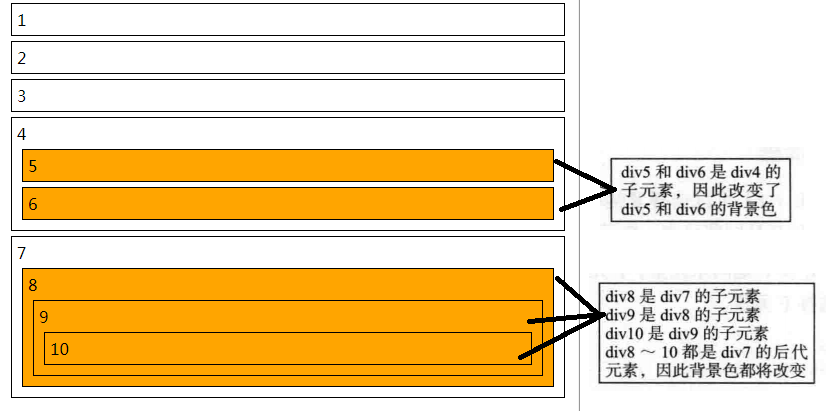 1
2
3
4
5
6
7
8
9
10
div5 和 div6 是 div4 的
子元素，因此改变了
div5 和 div6 的背景色
div8 是 div7 的子元素
div9 是 div8 的子元素
div10 是 div9 的子元素
div8 ～ 10 都是 div7 的后代
元素，因此背景色都将改变